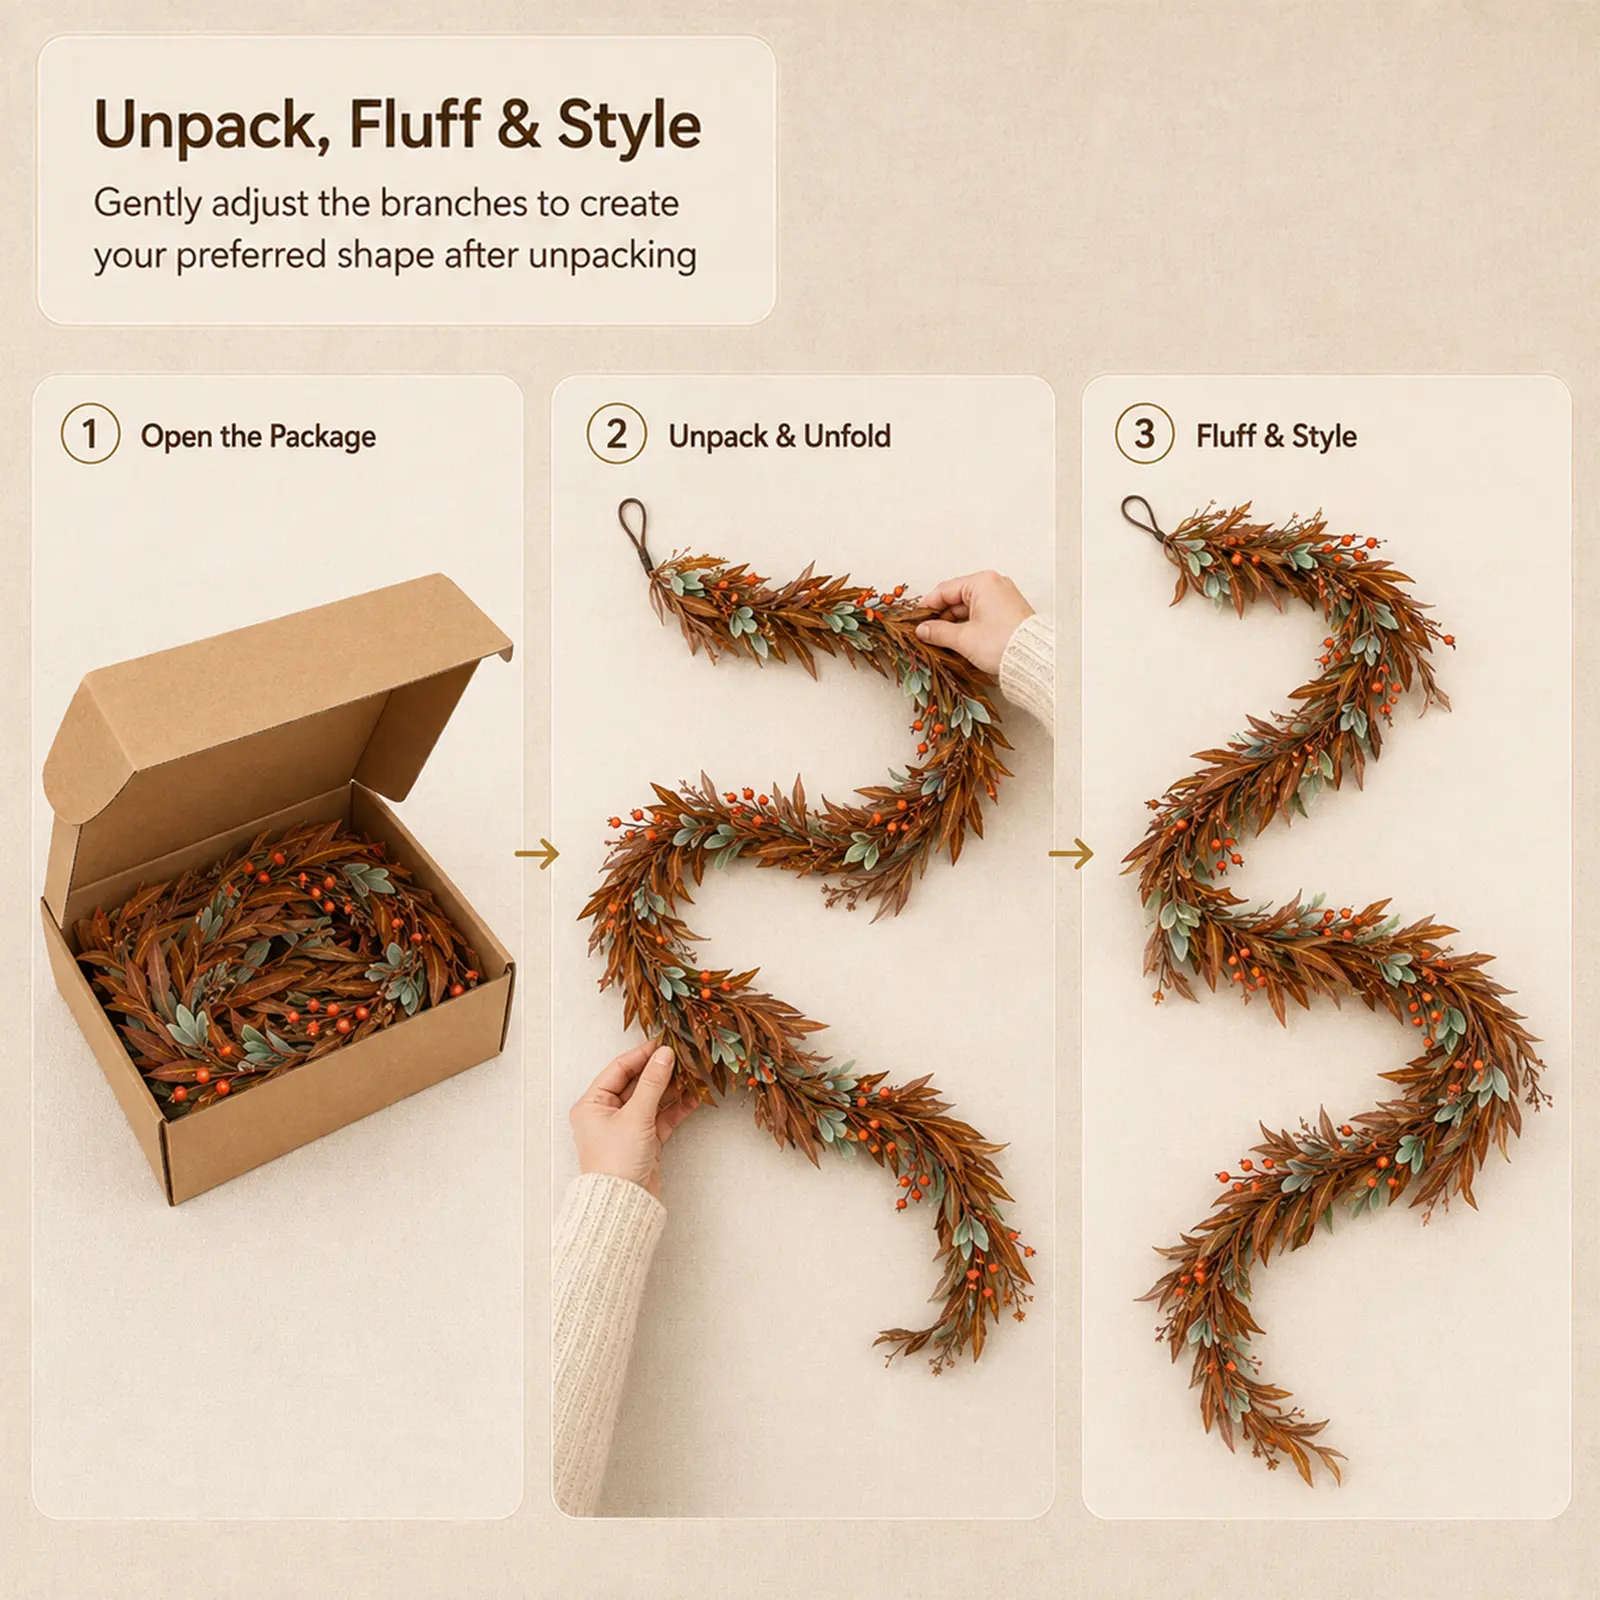 Unpack, Fluff & Style
Gently adjust the branches to create
your preferred shape after unpacking
1 Open the Package
2 Unpack & Unfold
3 Fluff & Style